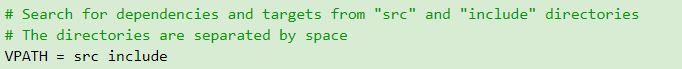 # Search for dependencies and targets from "src" and "include" directories
# The directories are separated by space
VPATH = src include